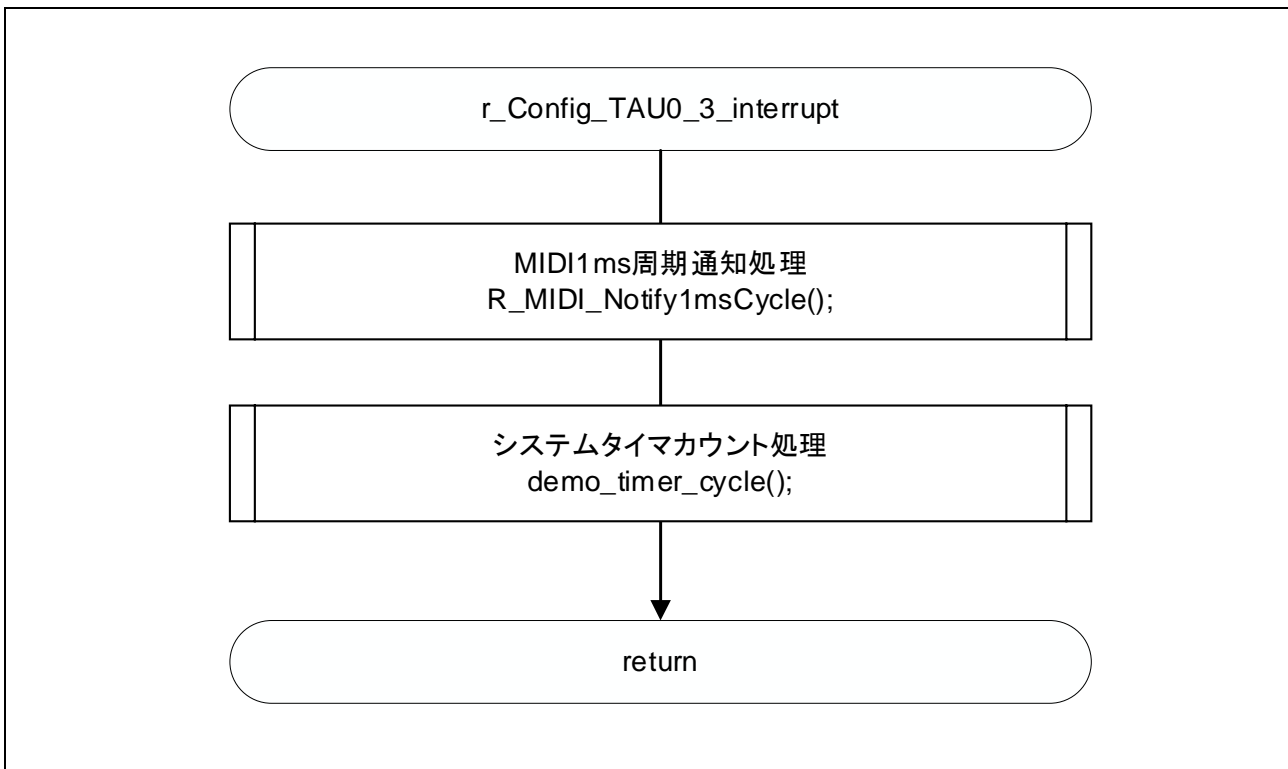 r_Config_TAU0_3_interrupt
MIDI1ms周期通知処理
R_MIDI_Notify1msCycle();
システムタイマカウント処理
demo_timer_cycle();
return